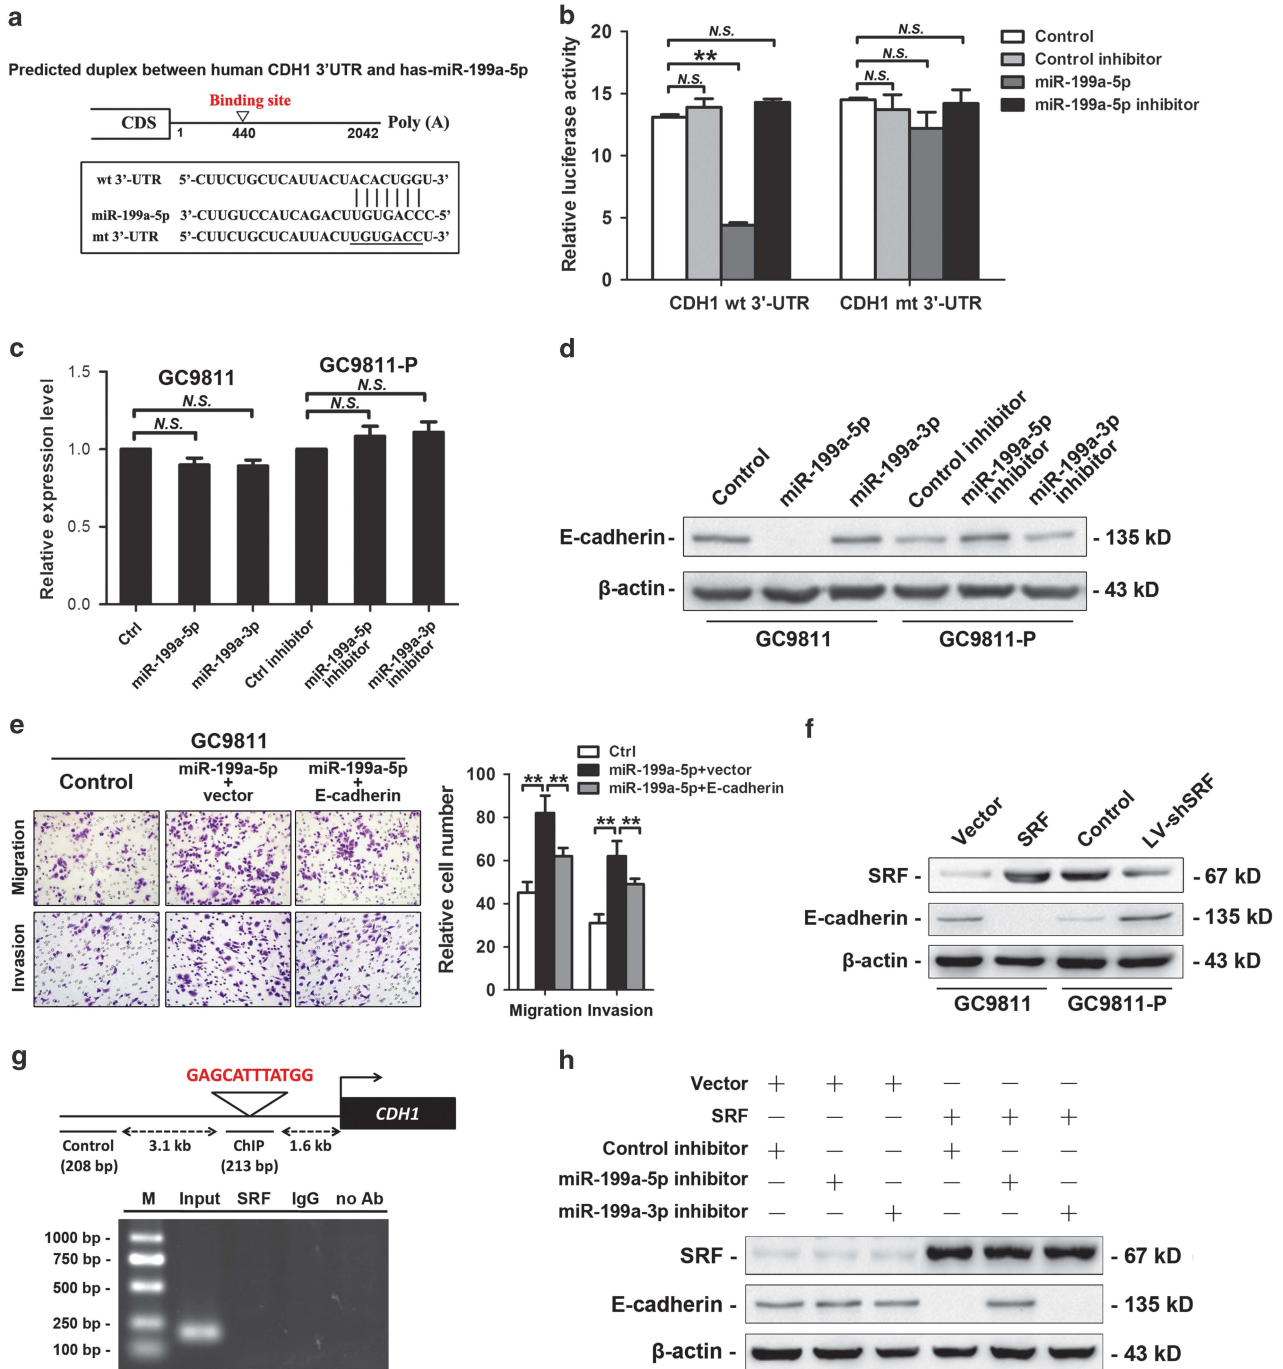 a
Predicted duplex between human CDH1 3'UTR and has-miR-199a-5p
Binding site
CDS
1
440
2042
Poly (A)
wt 3'-UTR 5'-CUUCUGCUCAUUACUACACUGGU-3'
miR-199a-5p 3'-CUUGUCCAUCAGACUUGUGACCC-5'
mt 3'-UTR 5'-CUUCUGCUCAUUACUUGUGACCU-3'
b
Relative luciferase activity
20
15
10
5
0
N.S.
**
N.S.
N.S.
N.S.
N.S.
CDH1 wt 3'-UTR
CDH1 mt 3'-UTR
Control
Control inhibitor
miR-199a-5p
miR-199a-5p inhibitor
c
Relative expression level
1.5
1.0
0.5
0.0
GC9811
GC9811-P
N.S.
N.S.
N.S.
N.S.
Ctrl
miR-199a-5p
miR-199a-3p
Ctrl inhibitor
miR-199a-5p inhibitor
miR-199a-3p inhibitor
d
Control
miR-199a-5p
miR-199a-3p
Control inhibitor
miR-199a-5p inhibitor
miR-199a-3p inhibitor
E-cadherin - - 135 kD
β-actin - - 43 kD
GC9811
GC9811-P
e
GC9811
Control
miR-199a-5p + vector
miR-199a-5p + E-cadherin
Migration
Invasion
Ctrl
miR-199a-5p+vector
miR-199a-5p+E-cadherin
Relative cell number
100
80
60
40
20
0
** **
** **
Migration Invasion
f
Vector
SRF
Control
LV-shSRF
SRF - - 67 kD
E-cadherin - - 135 kD
β-actin - - 43 kD
GC9811
GC9811-P
g
GAGCATTTATGG
CDH1
Control (208 bp)
3.1 kb
ChIP (213 bp)
1.6 kb
M Input SRF IgG no Ab
1000 bp -
750 bp -
500 bp -
250 bp -
100 bp -
h
Vector + + + — — —
SRF — — — + + +
Control inhibitor + — — + — —
miR-199a-5p inhibitor — + — — + —
miR-199a-3p inhibitor — — + — — +
SRF - - 67 kD
E-cadherin - - 135 kD
β-actin - - 43 kD